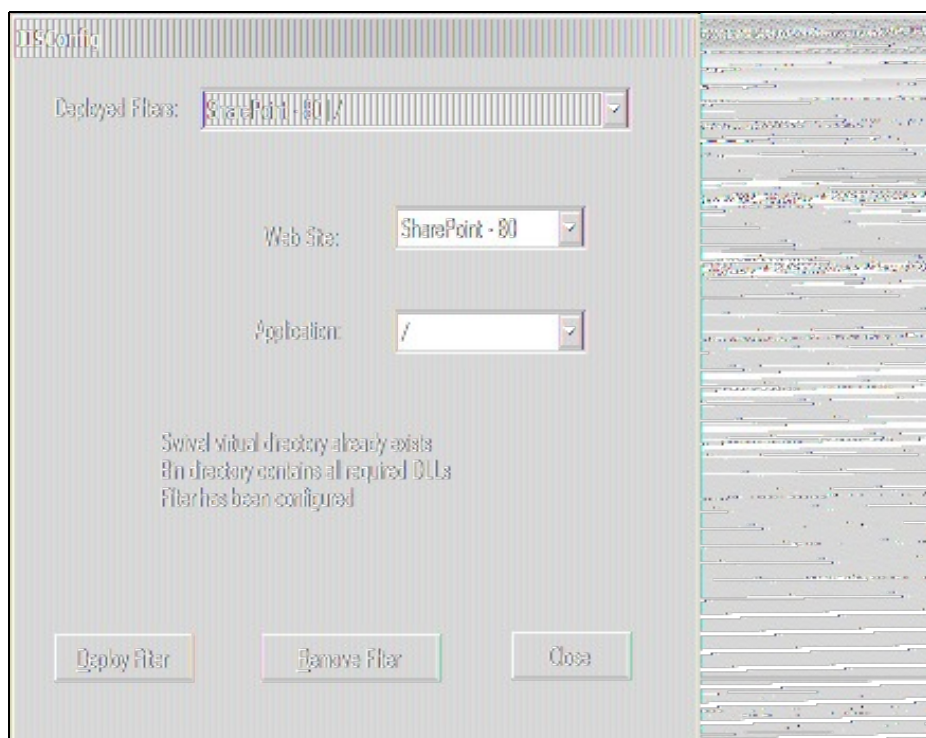 IISConfig
Deployed Filters: SharePoint - 80 | /
Web Site: SharePoint - 80
Application: /
Swivel virtual directory already exists
Bin directory contains all required DLLs
Filter has been configured
Deploy Filter Remove Filter Close